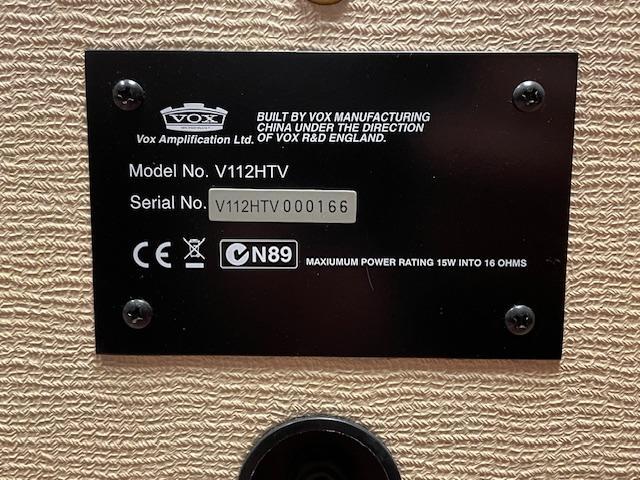 VOX
Vox Amplification Ltd.
BUILT BY VOX MANUFACTURING
CHINA UNDER THE DIRECTION
OF VOX R&D ENGLAND.
Model No. V112HTV
Serial No. V112HTV000166
CE N89
MAXIUMUM POWER RATING 15W INTO 16 OHMS